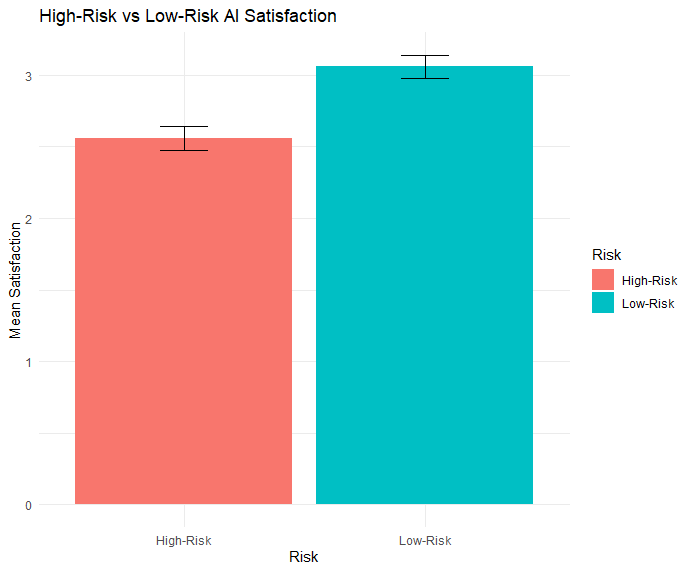 High-Risk vs Low-Risk AI Satisfaction
Mean Satisfaction
3
2
1
0
High-Risk
Low-Risk
Risk
Risk
High-Risk
Low-Risk